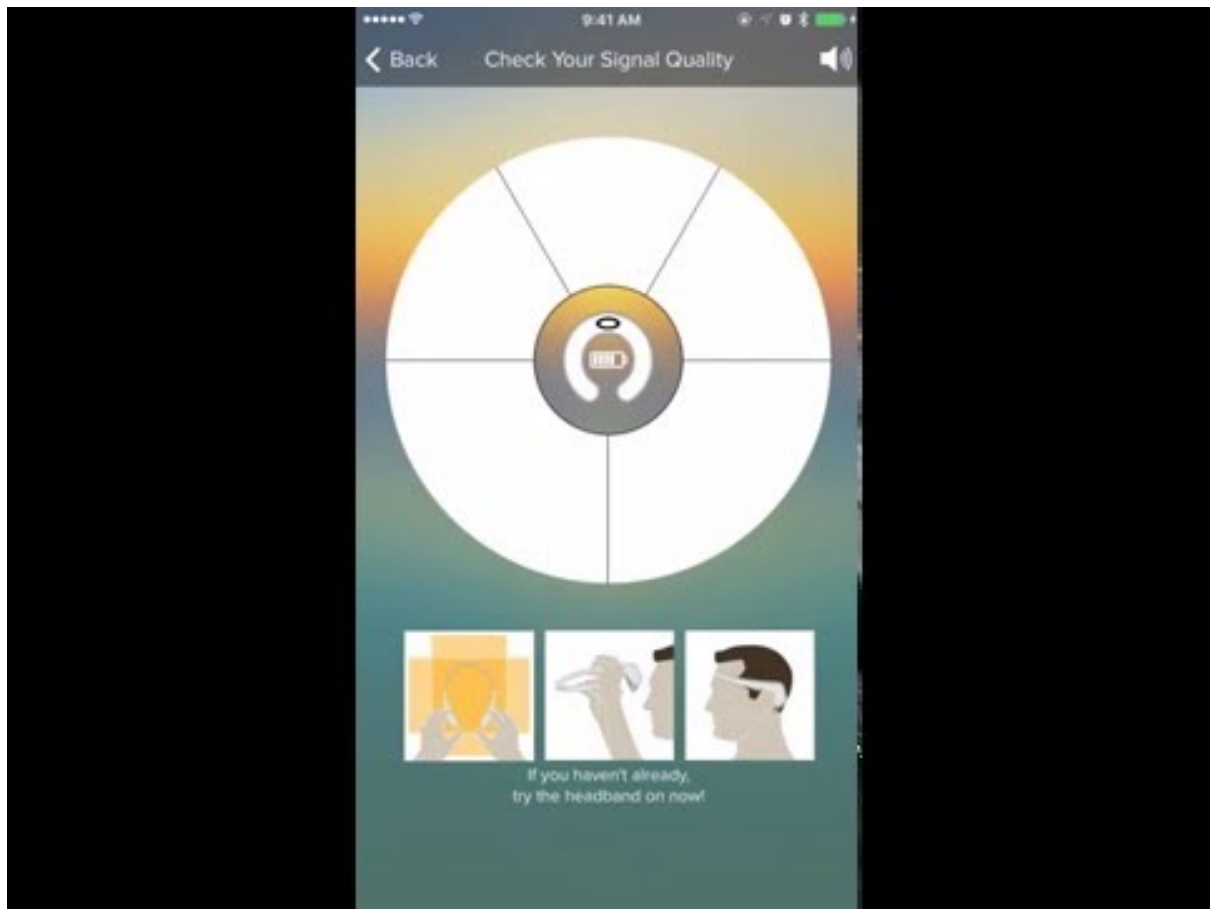 9:41 AM
Back
Check Your Signal Quality
If you haven't already,
try the headband on now!